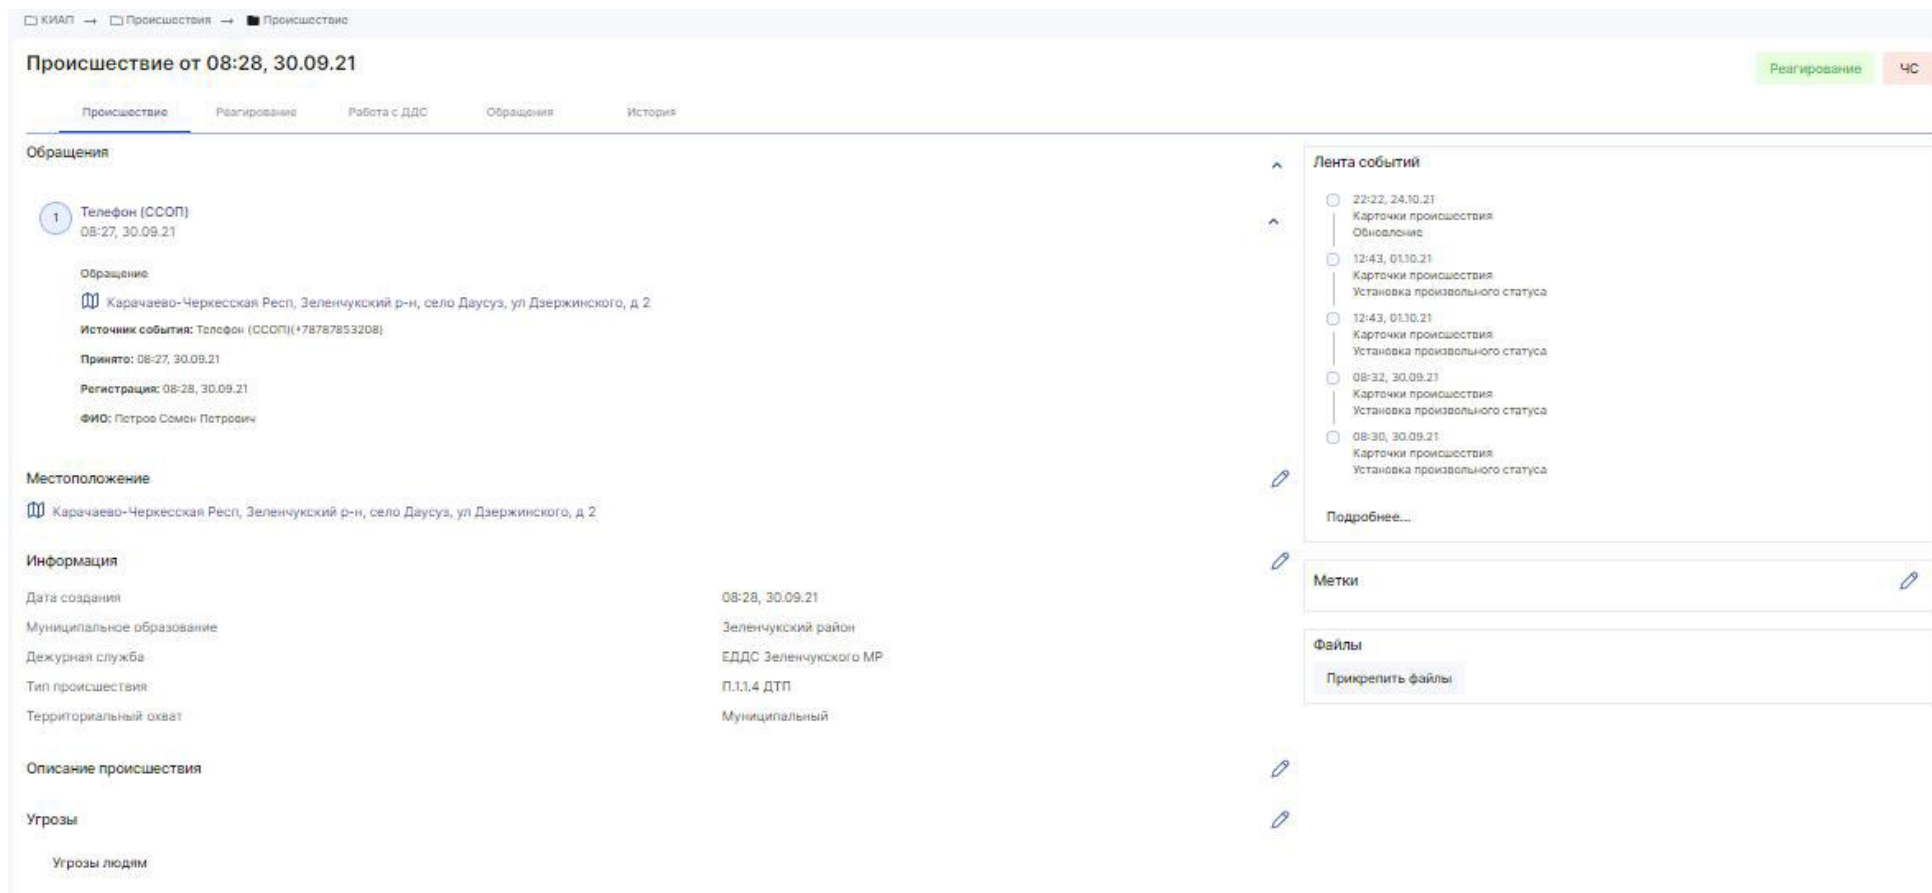 КИАП → Происшествия → Происшествие
Происшествие от 08:28, 30.09.21
Реагирование ЧС
Происшествие Реагирование Работа с ДДС Обращения История
Обращения
1
Телефон (ССОП)
08:27, 30.09.21
Обращение
Карачаево-Черкесская Респ, Зеленчукский р-н, село Даусуз, ул Дзержинского, д 2
Источник события: Телефон (ССОП)(+78787853208)
Принято: 08:27, 30.09.21
Регистрация: 08:28, 30.09.21
ФИО: Петров Семен Петрович
Местоположение
Карачаево-Черкесская Респ, Зеленчукский р-н, село Даусуз, ул Дзержинского, д 2
Информация
Дата создания 08:28, 30.09.21
Муниципальное образование Зеленчукский район
Дежурная служба ЕДДС Зеленчукского МР
Тип происшествия П.1.1.4 ДТП
Территориальный охват Муниципальный
Описание происшествия
Угрозы
Угрозы людям
Лента событий
22:22, 24.10.21
Карточки происшествия
Обновление
12:43, 01.10.21
Карточки происшествия
Установка произвольного статуса
12:43, 01.10.21
Карточки происшествия
Установка произвольного статуса
08:32, 30.09.21
Карточки происшествия
Установка произвольного статуса
08:30, 30.09.21
Карточки происшествия
Установка произвольного статуса
Подробнее...
Метки
Файлы
Прикрепить файлы